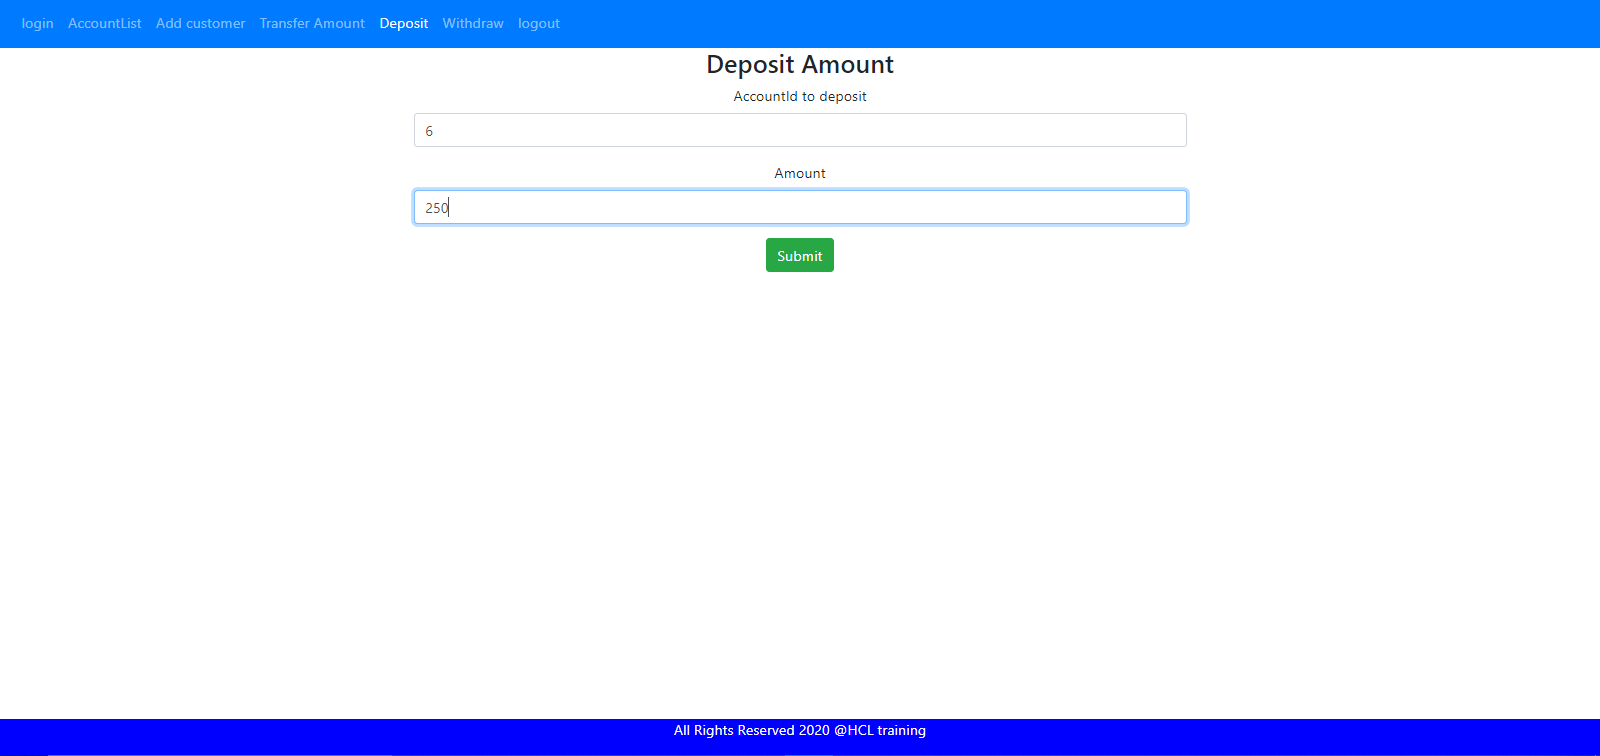 login AccountList Add customer Transfer Amount Deposit Withdraw logout
Deposit Amount
AccountId to deposit
6
Amount
250
Submit
All Rights Reserved 2020 @HCL training